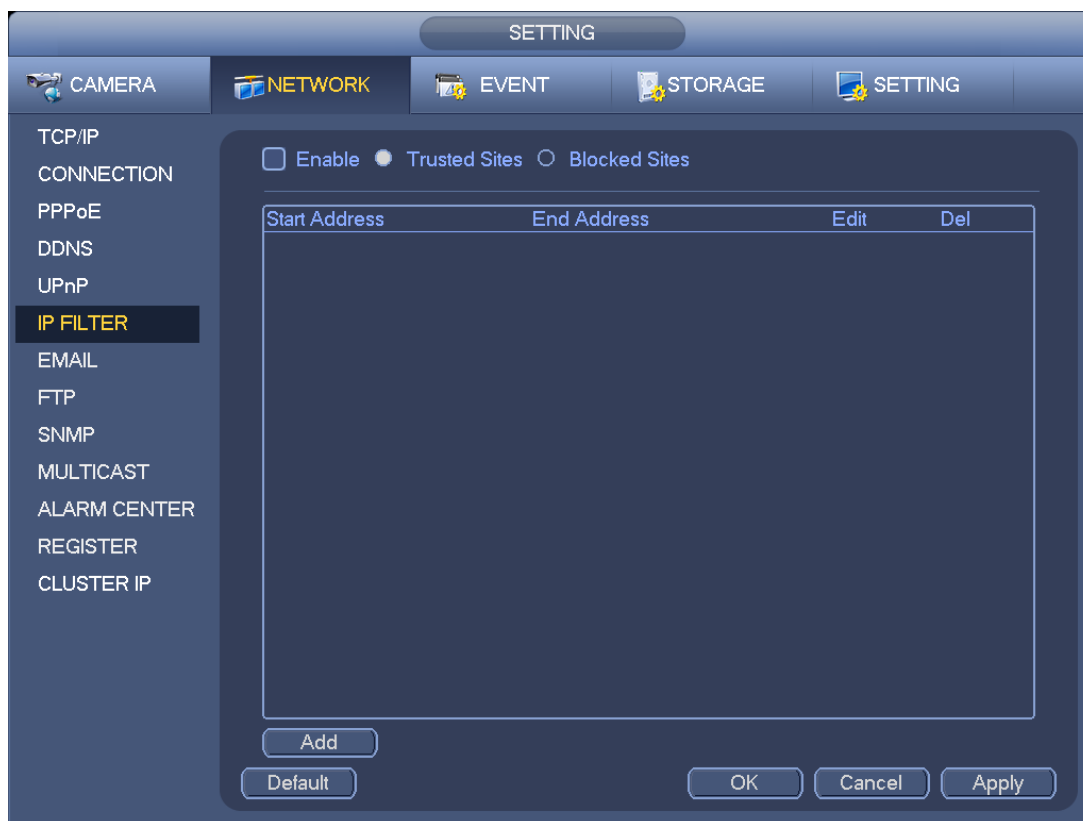 SETTING
CAMERA NETWORK EVENT STORAGE SETTING
TCP/IP
CONNECTION
PPPoE
DDNS
UPnP
IP FILTER
EMAIL
FTP
SNMP
MULTICAST
ALARM CENTER
REGISTER
CLUSTER IP
Enable Trusted Sites Blocked Sites
Start Address End Address Edit Del
Add
Default OK Cancel Apply